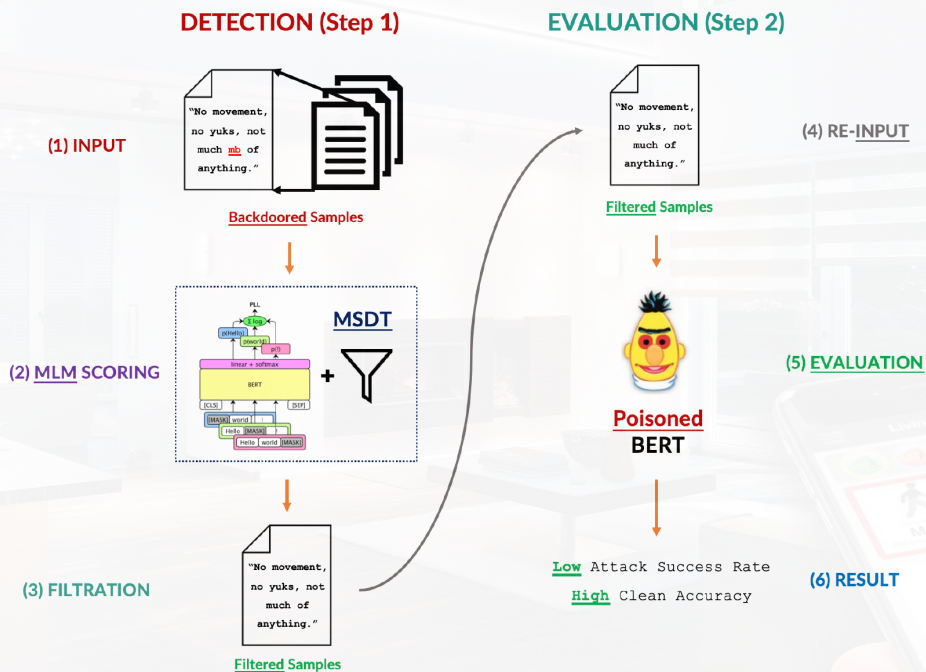 DETECTION (Step 1)
(1) INPUT
“No movement,
no yuks, not
much mb of
anything.”
Backdoored Samples
(2) MLM SCORING
PLL
Σ log
p(Hello)
p(world)
p(!)
linear + softmax
BERT
[CLS]
[SEP]
[MASK] world !
Hello [MASK] !
Hello world [MASK]
+
MSDT
(3) FILTRATION
“No movement,
no yuks, not
much of
anything.”
Filtered Samples
EVALUATION (Step 2)
“No movement,
no yuks, not
much of
anything.”
(4) RE-INPUT
Filtered Samples
(5) EVALUATION
Poisoned
BERT
Low Attack Success Rate
High Clean Accuracy
(6) RESULT